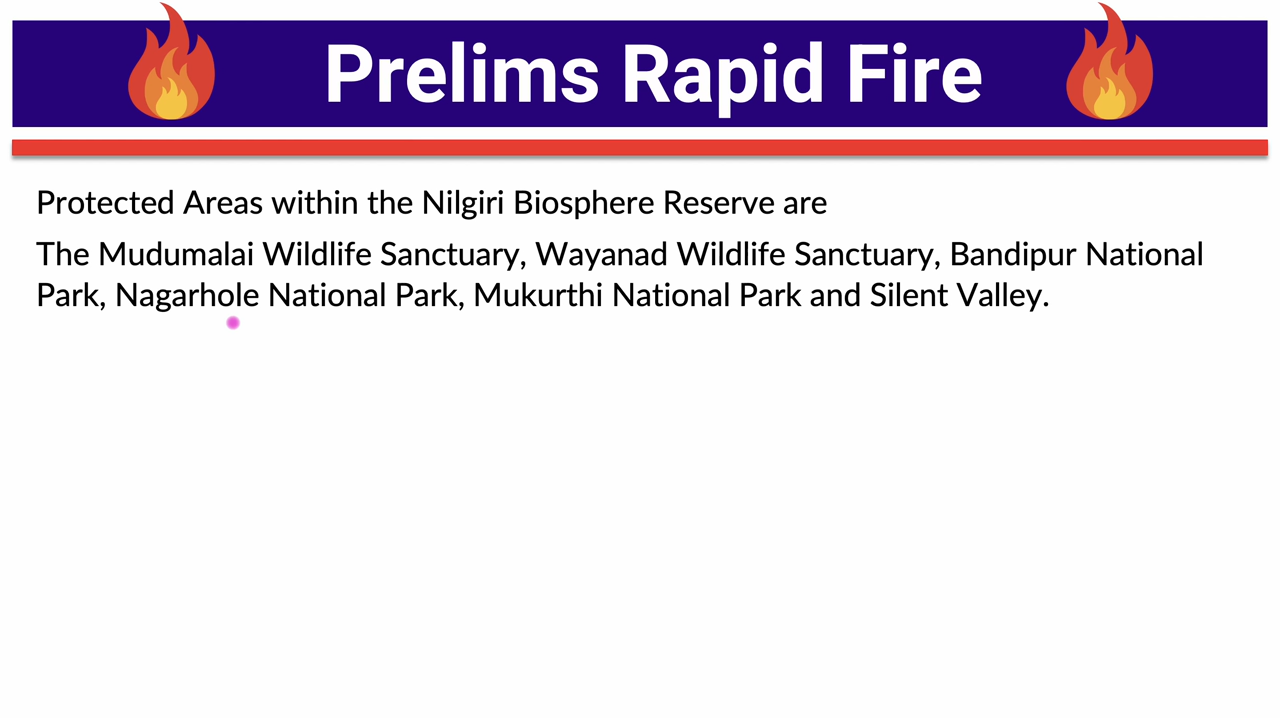 Prelims Rapid Fire
Protected Areas within the Nilgiri Biosphere Reserve are
The Mudumalai Wildlife Sanctuary, Wayanad Wildlife Sanctuary, Bandipur National
Park, Nagarhole National Park, Mukurthi National Park and Silent Valley.